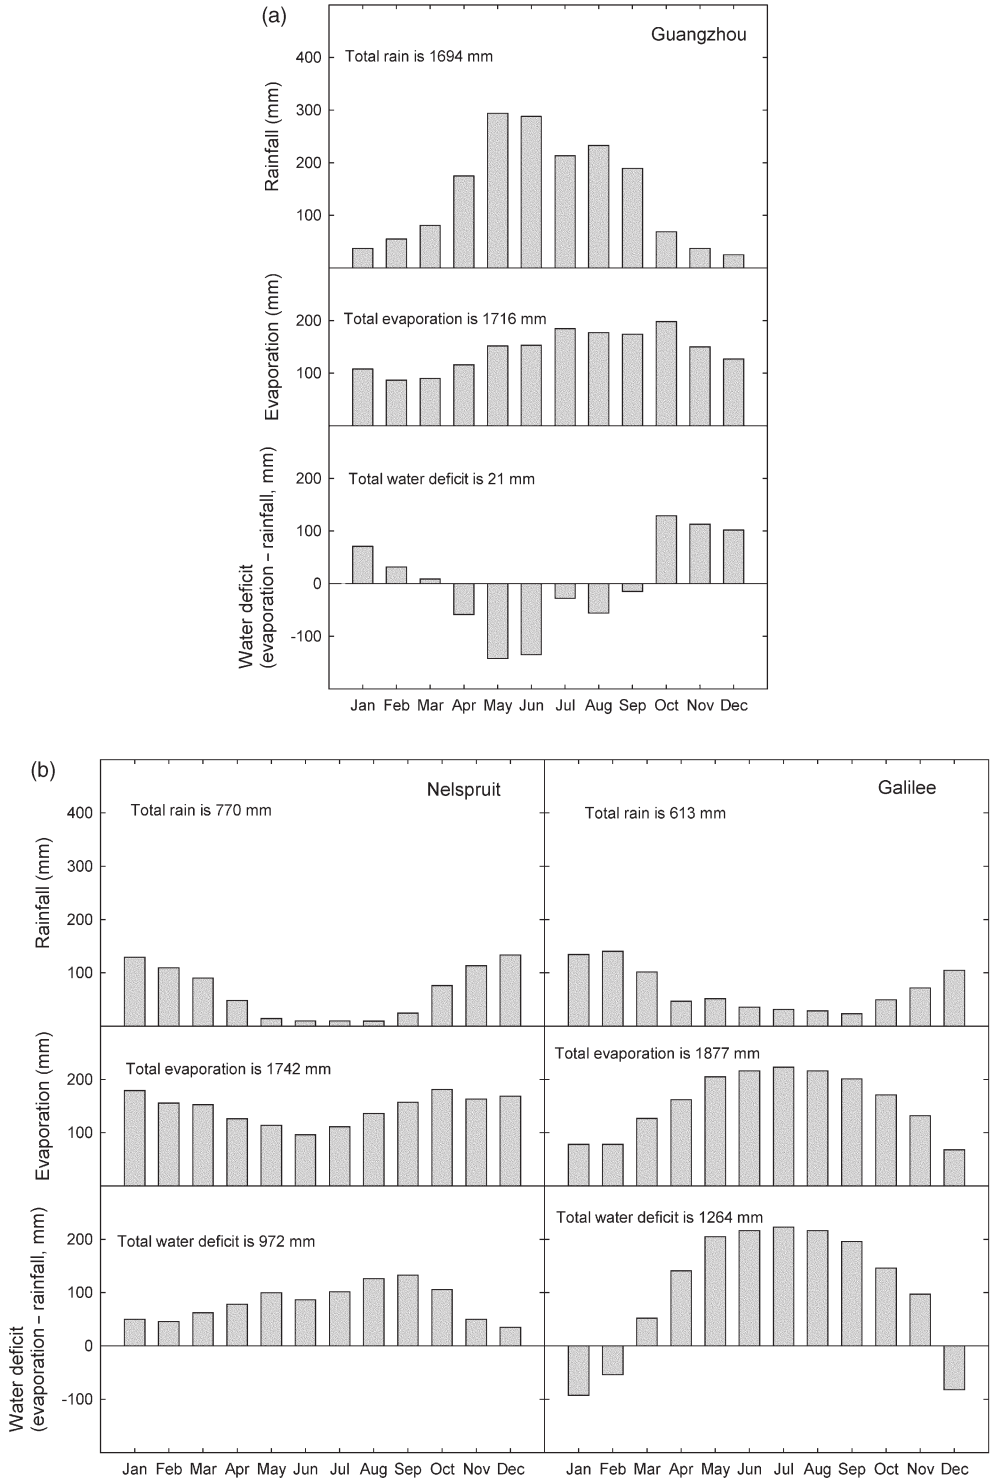 (a)
Guangzhou
Total rain is 1694 mm
Rainfall (mm)
400
300
200
100
Total evaporation is 1716 mm
Evaporation (mm)
200
100
Total water deficit is 21 mm
Water deficit
(evaporation – rainfall, mm)
200
100
0
-100
Jan Feb Mar Apr May Jun Jul Aug Sep Oct Nov Dec
(b)
Nelspruit
Total rain is 770 mm
Rainfall (mm)
400
300
200
100
Galilee
Total rain is 613 mm
Total evaporation is 1742 mm
Evaporation (mm)
200
100
Total evaporation is 1877 mm
Total water deficit is 972 mm
Water deficit
(evaporation – rainfall, mm)
200
100
0
-100
Total water deficit is 1264 mm
Jan Feb Mar Apr May Jun Jul Aug Sep Oct Nov Dec
Jan Feb Mar Apr May Jun Jul Aug Sep Oct Nov Dec